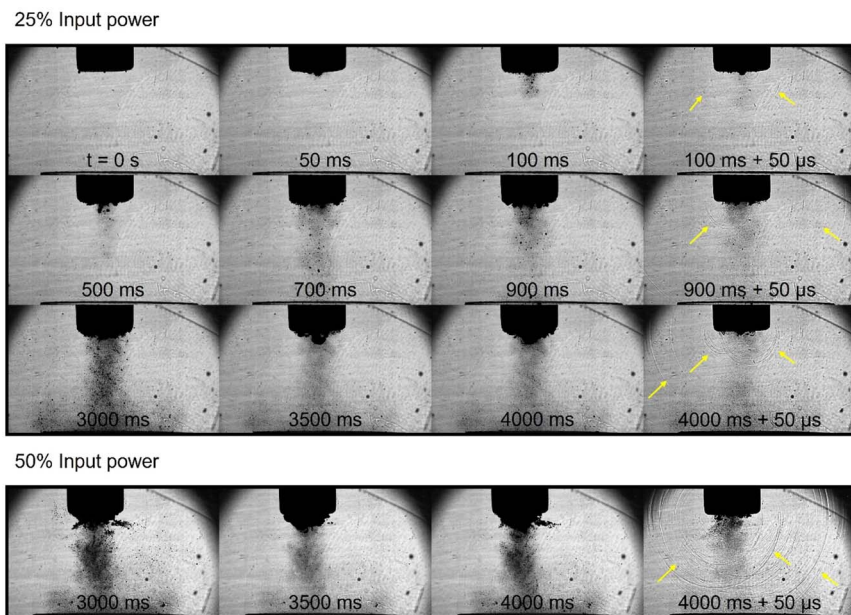 25% Input power
t = 0 s
50 ms
100 ms
100 ms + 50 µs
500 ms
700 ms
900 ms
900 ms + 50 µs
3000 ms
3500 ms
4000 ms
4000 ms + 50 µs
50% Input power
3000 ms
3500 ms
4000 ms
4000 ms + 50 µs